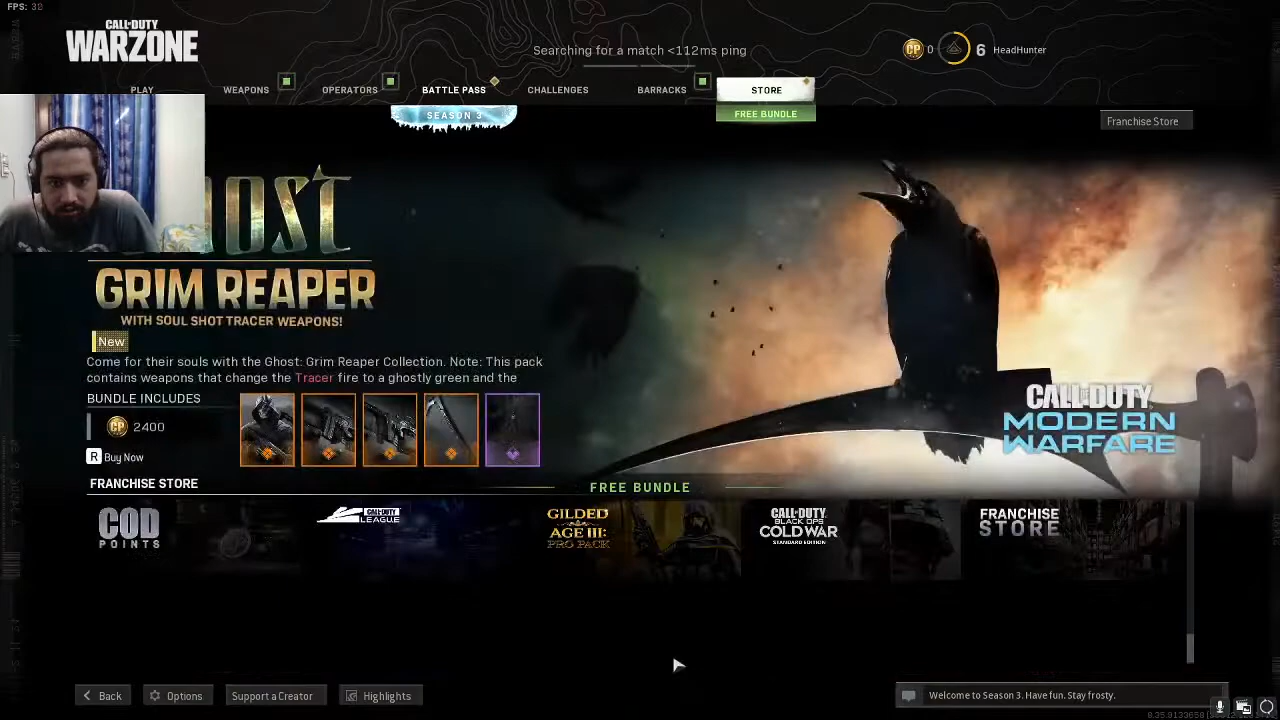 FPS: 30
CALL OF DUTY
WARZONE
Searching for a match <112ms ping
CP 0
6 HeadHunter
PLAY
WEAPONS
OPERATORS
BATTLE PASS
CHALLENGES
BARRACKS
STORE
SEASON 3
FREE BUNDLE
Franchise Store
GRIM REAPER
WITH SOUL SHOT TRACER WEAPONS!
New
Come for their souls with the Ghost: Grim Reaper Collection. Note: This pack
contains weapons that change the Tracer fire to a ghostly green and the
BUNDLE INCLUDES
CP 2400
R Buy Now
CALL OF DUTY
MODERN
WARFARE
FRANCHISE STORE
FREE BUNDLE
COD
POINTS
CALL OF DUTY
LEAGUE
GILDED
AGE III:
PRO PACK
CALL OF DUTY
BLACK OPS
COLD WAR
STANDARD EDITION
FRANCHISE
STORE
Back
Options
Support a Creator
Highlights
Welcome to Season 3. Have fun. Stay frosty.